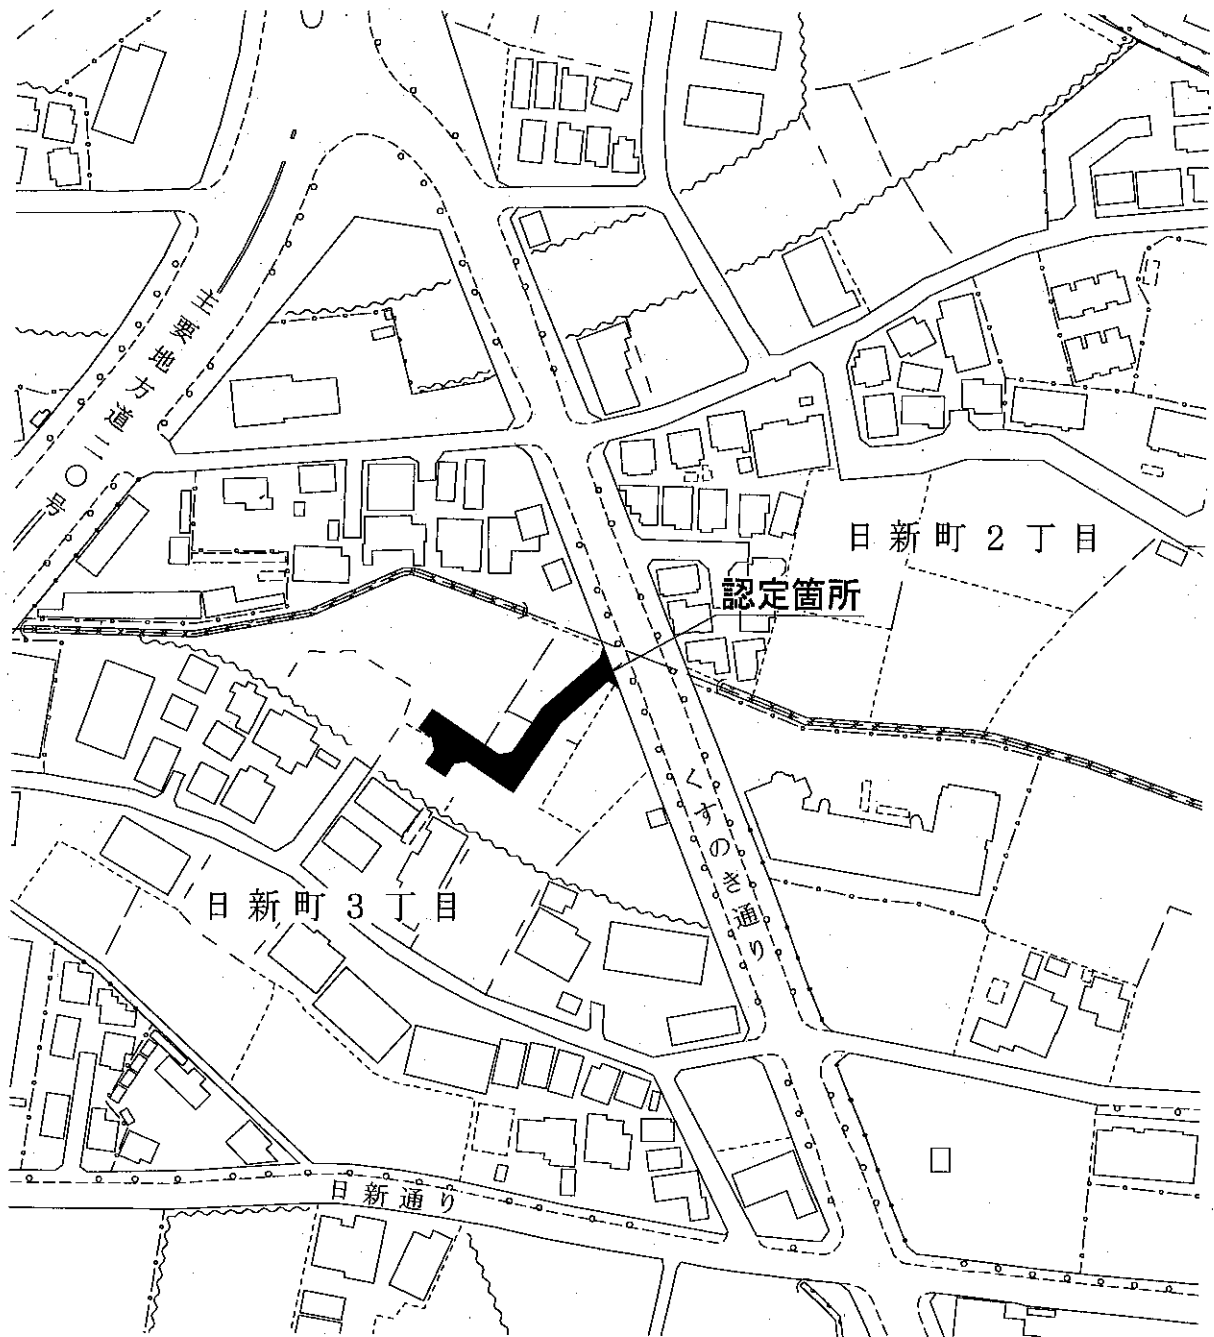 主要地方道二〇号
日新町2丁目
認定箇所
くすのき通り
日新町3丁目
日新通り